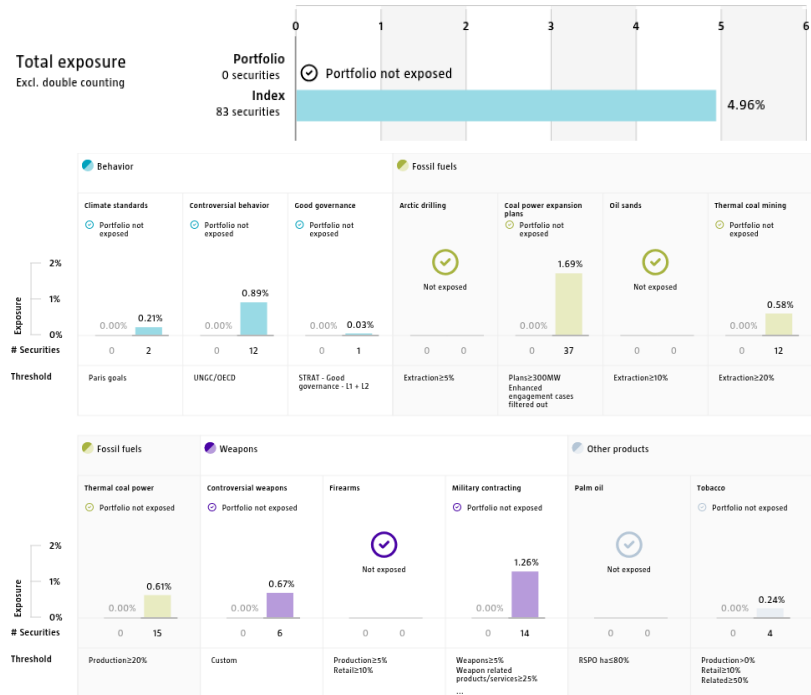 0 1 2 3 4 5 6
Total exposure
Excl. double counting
Portfolio
0 securities
Portfolio not exposed
Index
83 securities
4.96%
Behavior
Fossil fuels
Climate standards
Portfolio not
exposed
Controversial behavior
Portfolio not
exposed
Good governance
Portfolio not
exposed
Arctic drilling
Not exposed
Coal power expansion
plans
Portfolio not
exposed
Oil sands
Not exposed
Thermal coal mining
Portfolio not
exposed
Exposure
2%
1%
0%
0.00% 0.21%
0.00% 0.89%
0.00% 0.03%
0.00% 1.69%
0.00% 0.58%
# Securities 0 2 0 12 0 1 0 0 0 37 0 0 0 12
Threshold
Paris goals
UNGC/OECD
STRAT - Good
governance - L1 + L2
Extraction≥5%
Plans≥300MW
Enhanced
engagement cases
filtered out
Extraction≥10%
Extraction≥20%
Fossil fuels
Weapons
Other products
Thermal coal power
Portfolio not exposed
Controversial weapons
Portfolio not exposed
Firearms
Not exposed
Military contracting
Portfolio not exposed
Palm oil
Not exposed
Tobacco
Portfolio not exposed
Exposure
2%
1%
0%
0.00% 0.61%
0.00% 0.67%
0.00% 1.26%
0.00% 0.24%
# Securities 0 15 0 6 0 0 0 14 0 0 0 4
Threshold
Production≥20%
Custom
Production≥5%
Retail≥10%
Weapons≥5%
Weapon related
products/services≥25%
...
RSPO ha≤80%
Production>0%
Retail≥10%
Related≥50%